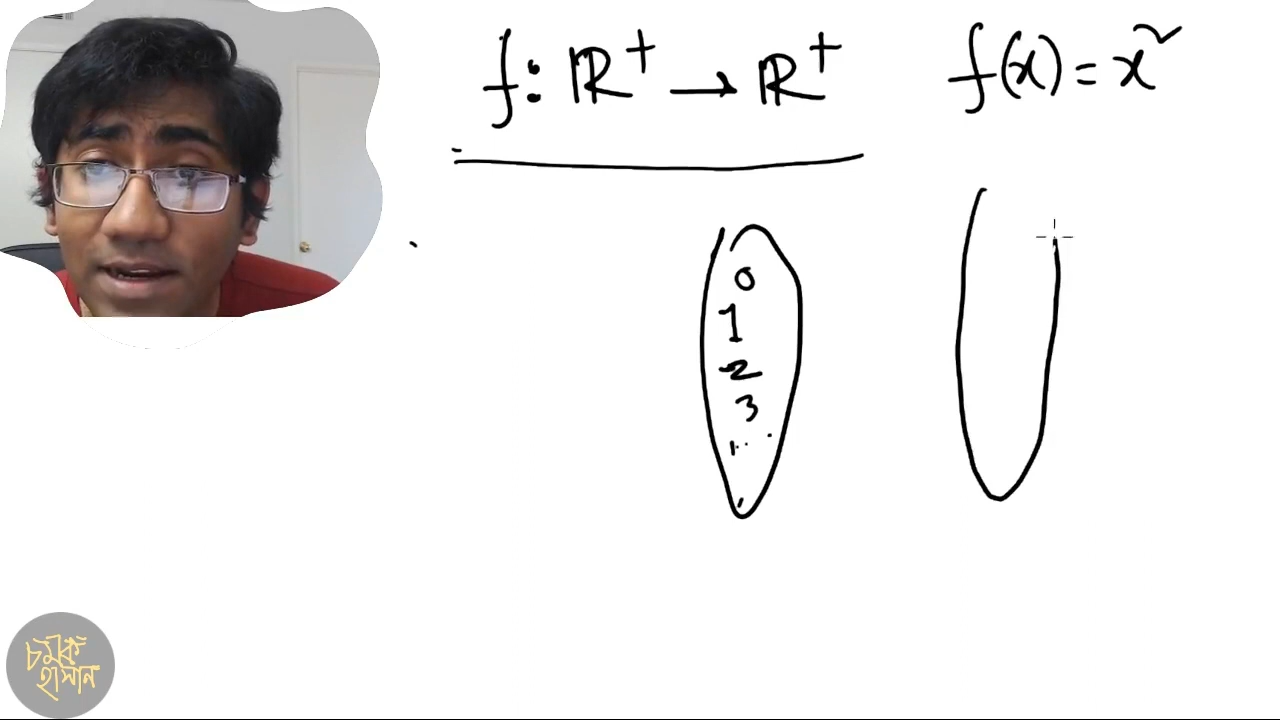 f: ℝ⁺ → ℝ⁺ f(x) = x²
0
1
2
3
...
চমক
হাসান